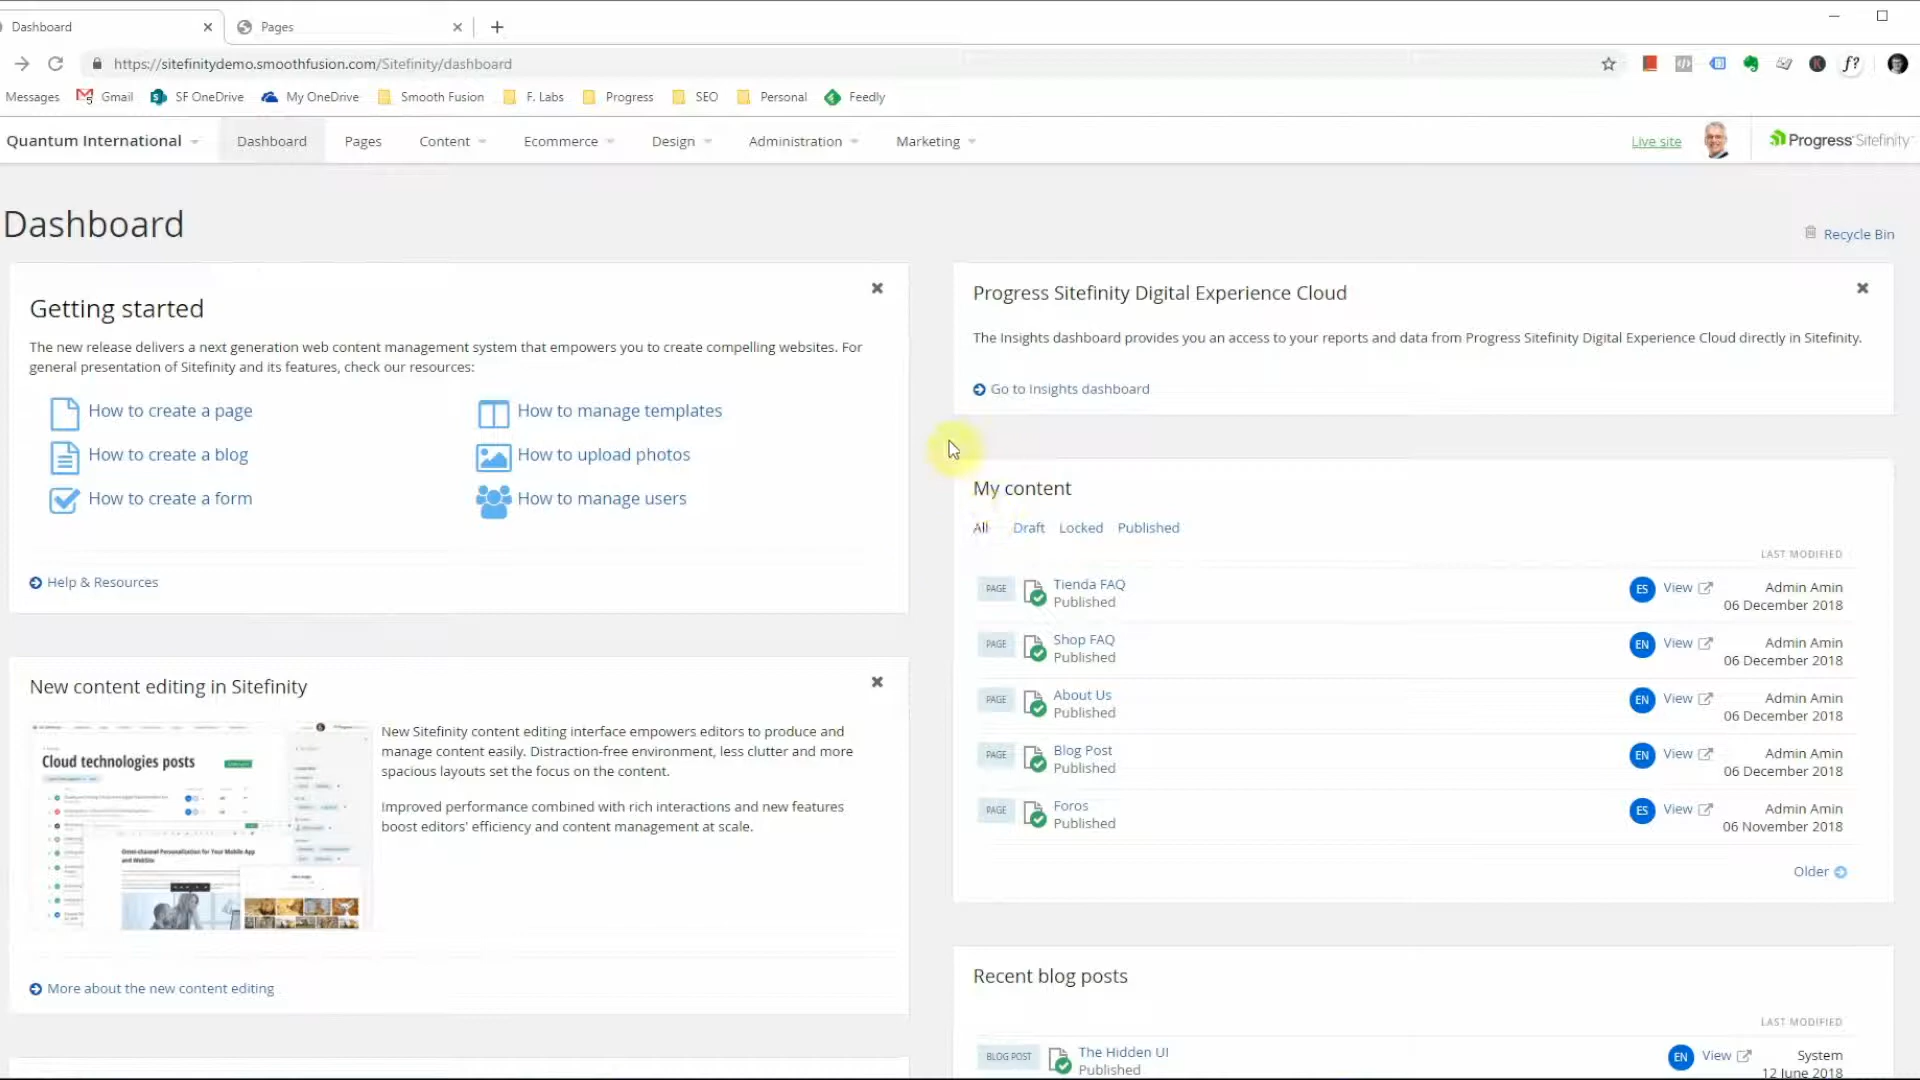 Dashboard
Pages
https://sitefinitydemo.smoothfusion.com/Sitefinity/dashboard
f?
Messages
Gmail
SF OneDrive
My OneDrive
Smooth Fusion
F. Labs
Progress
SEO
Personal
Feedly
Quantum International
Dashboard
Pages
Content
Ecommerce
Design
Administration
Marketing
Live site
Progress Sitefinity
Dashboard
Recycle Bin
Getting started
The new release delivers a next generation web content management system that empowers you to create compelling websites. For
general presentation of Sitefinity and its features, check our resources:
How to create a page
How to manage templates
How to create a blog
How to upload photos
How to create a form
How to manage users
Help & Resources
New content editing in Sitefinity
Cloud technologies posts
Omni-channel Personalization for Your Mobile App
and WebSite
New Sitefinity content editing interface empowers editors to produce and
manage content easily. Distraction-free environment, less clutter and more
spacious layouts set the focus on the content.
Improved performance combined with rich interactions and new features
boost editors' efficiency and content management at scale.
More about the new content editing
Progress Sitefinity Digital Experience Cloud
The Insights dashboard provides you an access to your reports and data from Progress Sitefinity Digital Experience Cloud directly in Sitefinity.
Go to Insights dashboard
My content
All Draft Locked Published
LAST MODIFIED
PAGE Tienda FAQ ES View Admin Amin
Published 06 December 2018
PAGE Shop FAQ EN View Admin Amin
Published 06 December 2018
PAGE About Us EN View Admin Amin
Published 06 December 2018
PAGE Blog Post EN View Admin Amin
Published 06 December 2018
PAGE Foros ES View Admin Amin
Published 06 November 2018
Older
Recent blog posts
LAST MODIFIED
BLOG POST The Hidden UI EN View System
Published 12 June 2018